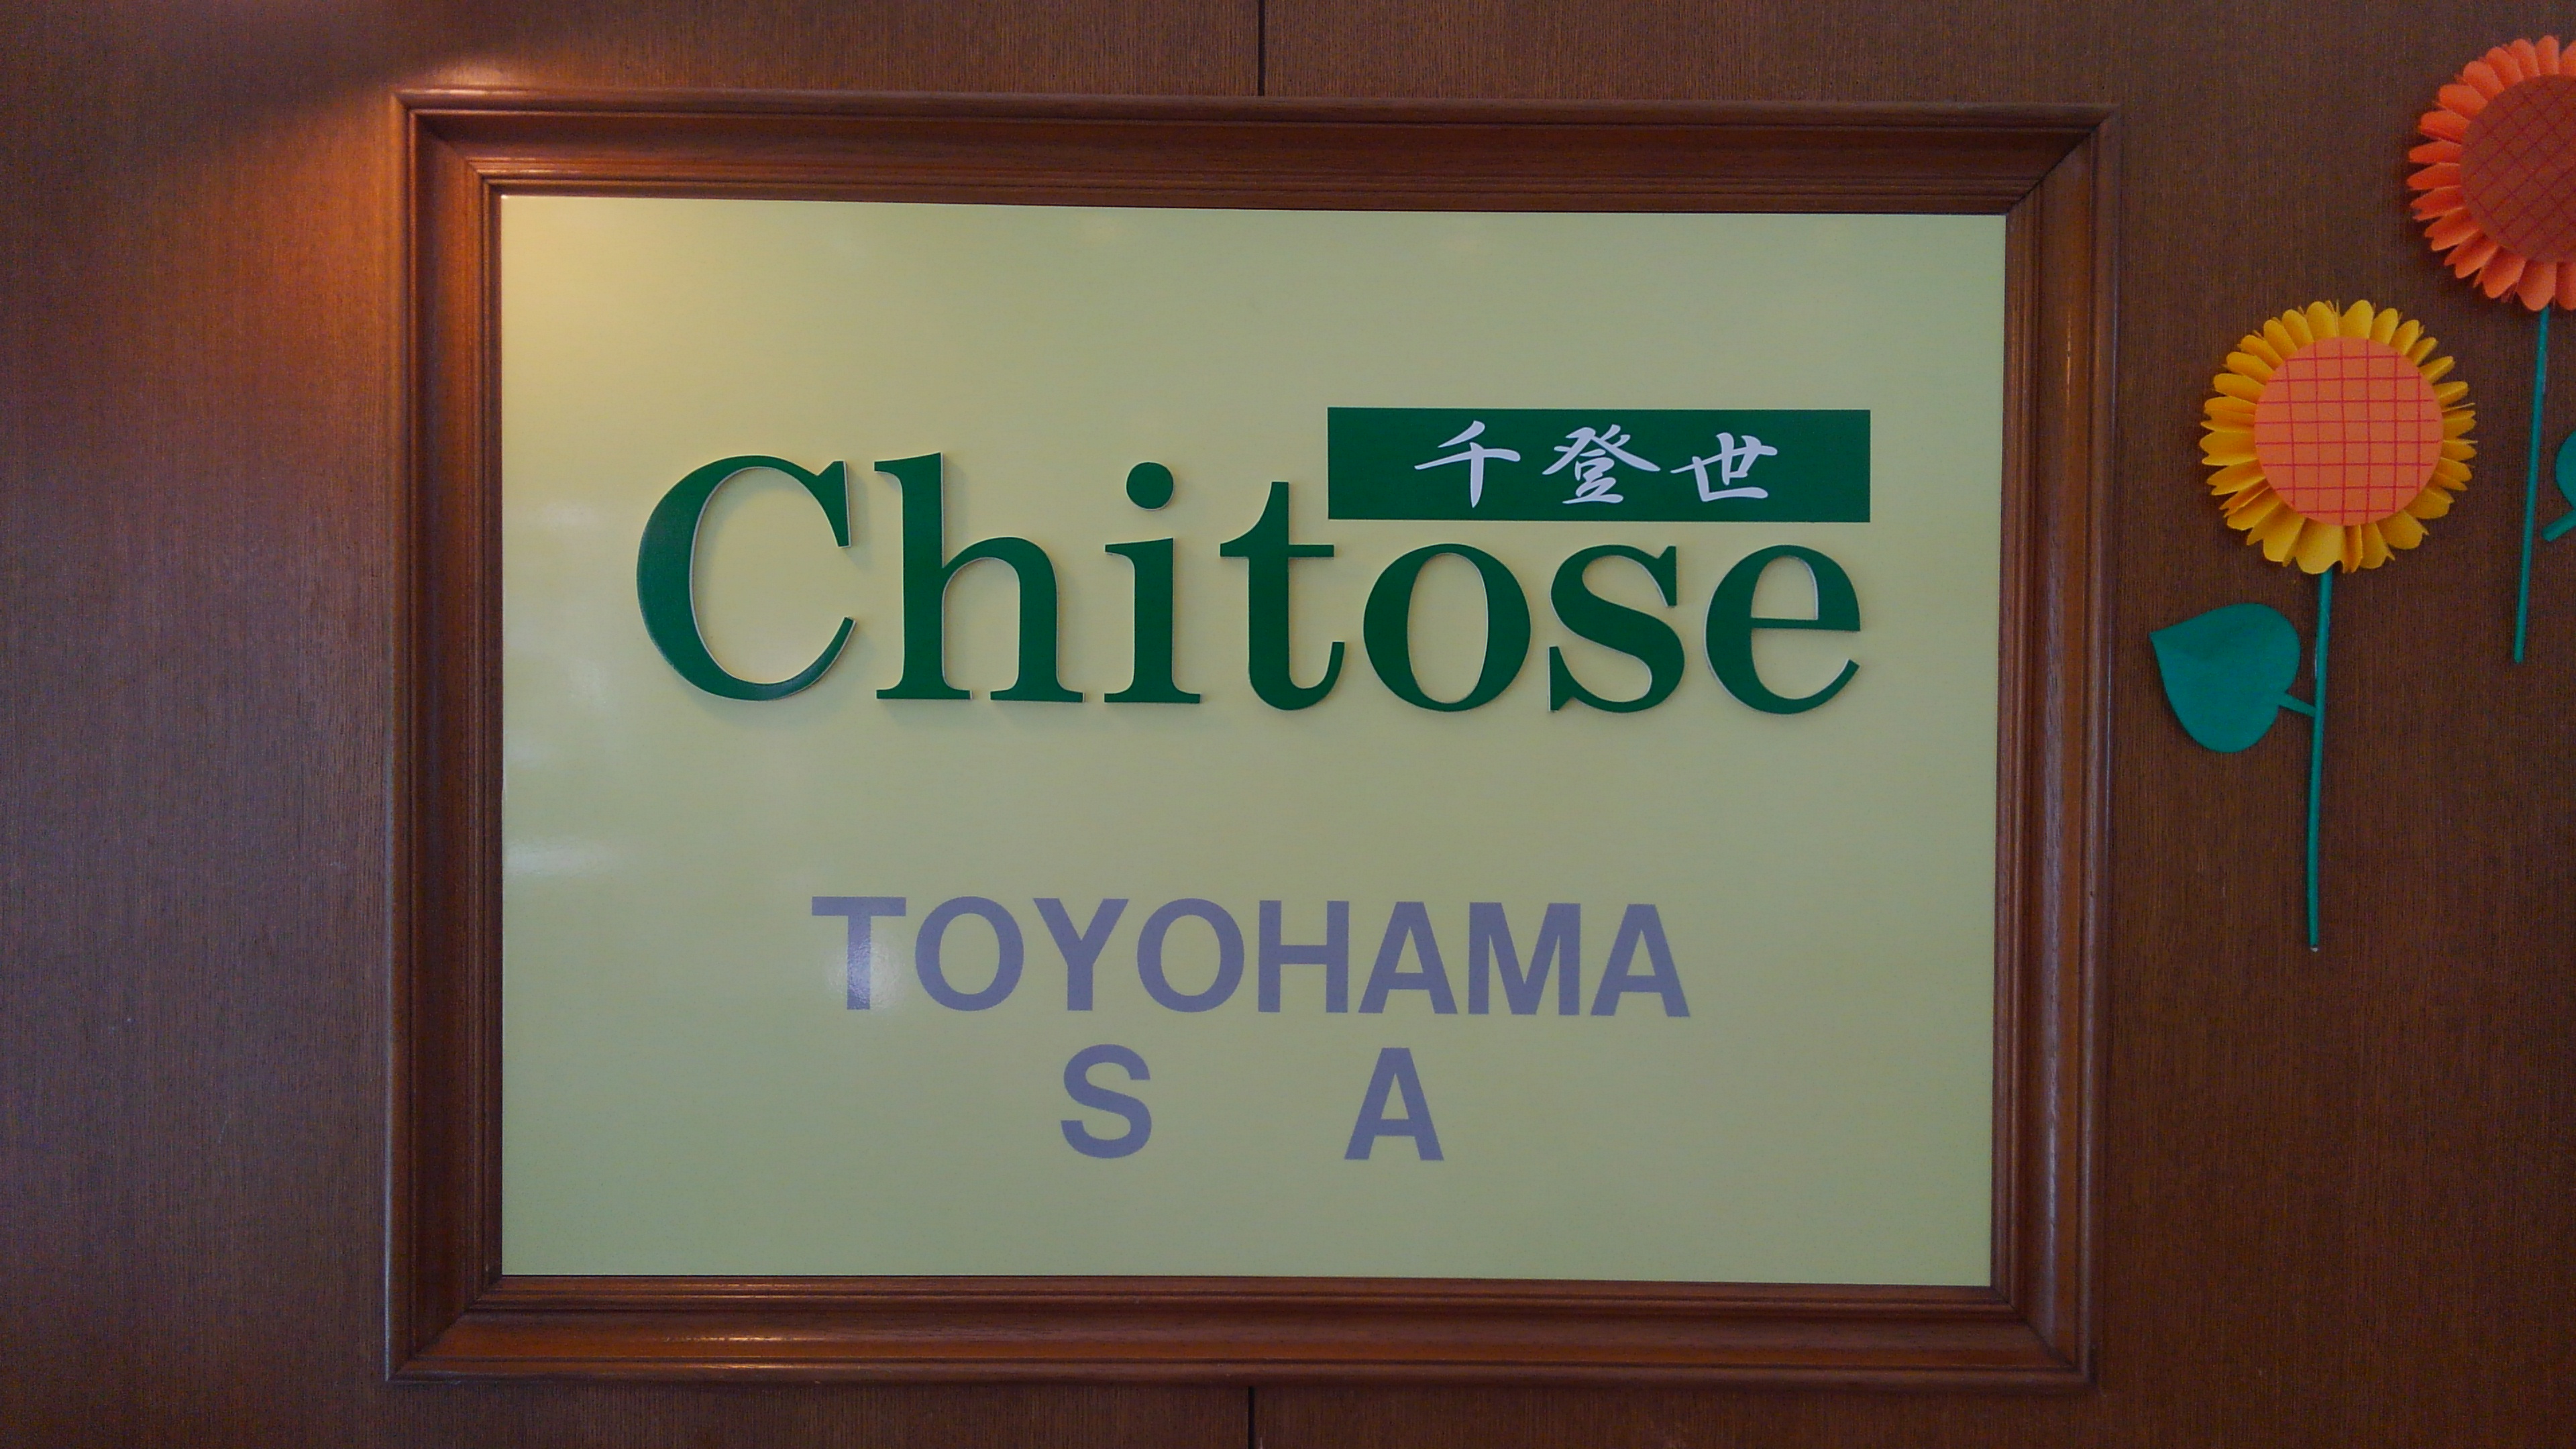 千登世
Chitose
TOYOHAMA
S A